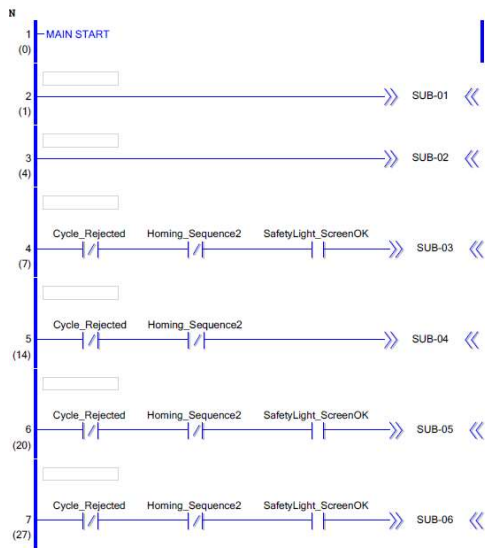 N
1 MAIN START
(0)
2 SUB-01
(1)
3 SUB-02
(4)
Cycle_Rejected Homing_Sequence2 SafetyLight_ScreenOK
4 SUB-03
(7)
Cycle_Rejected Homing_Sequence2
5 SUB-04
(14)
Cycle_Rejected Homing_Sequence2 SafetyLight_ScreenOK
6 SUB-05
(20)
Cycle_Rejected Homing_Sequence2 SafetyLight_ScreenOK
7 SUB-06
(27)